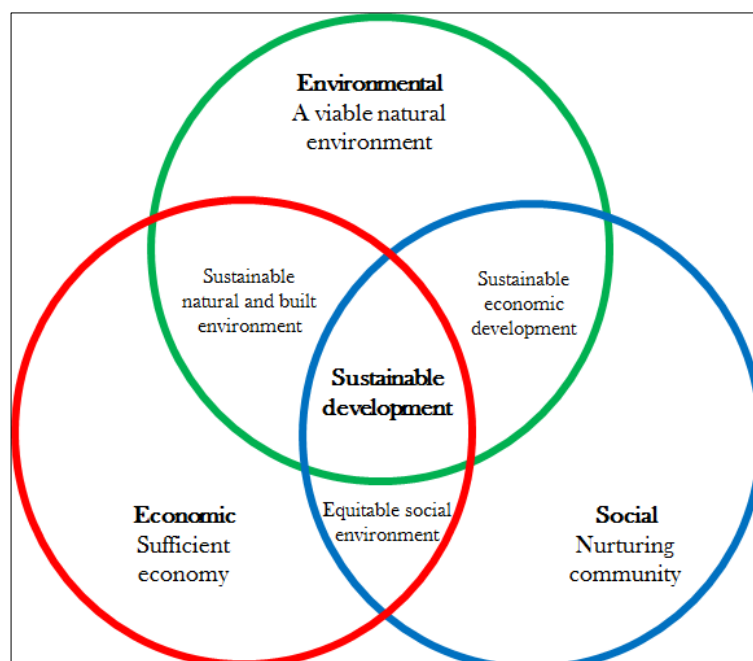 Environmental
A viable natural
environment
Sustainable
natural and built
environment
Sustainable
economic
development
Sustainable
development
Equitable social
environment
Economic
Sufficient
economy
Social
Nurturing
community